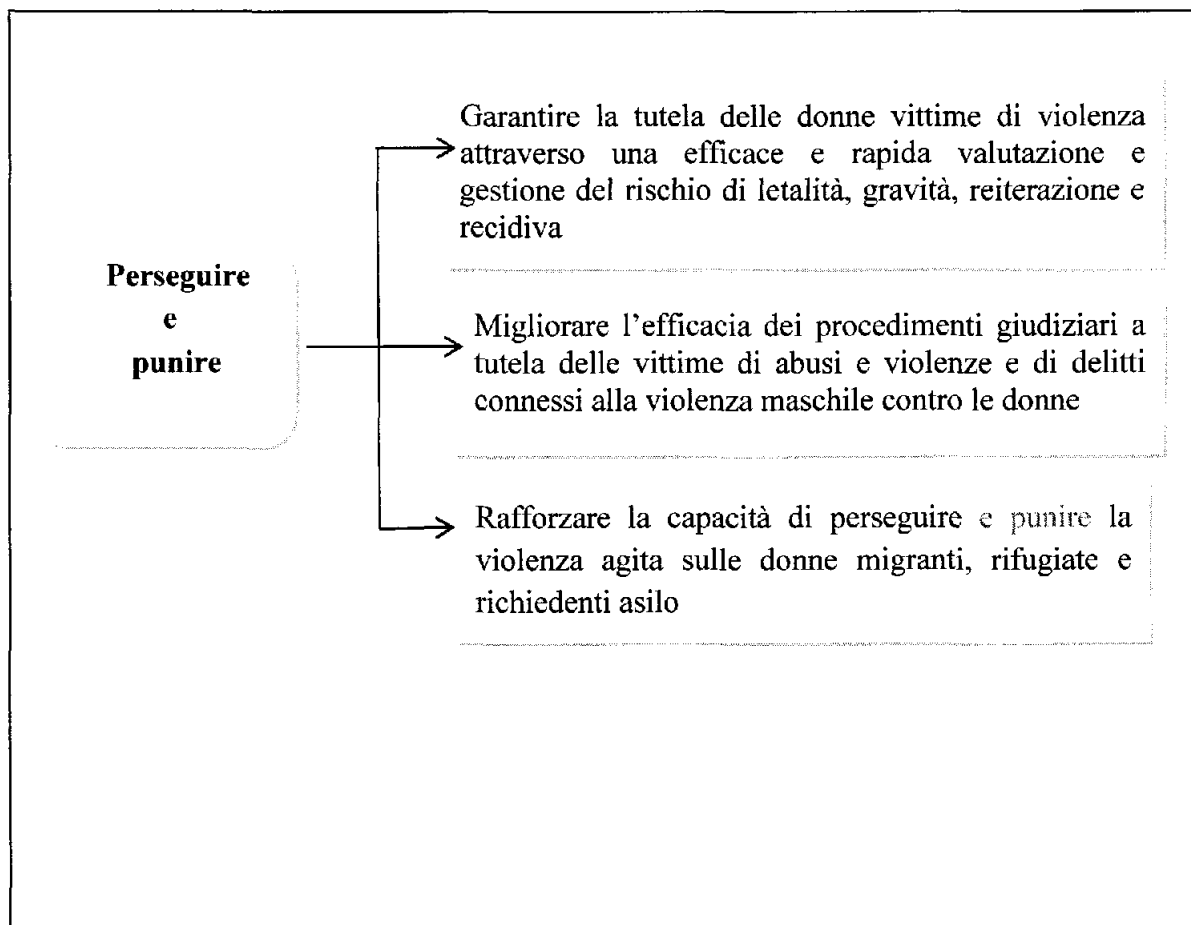 Perseguire
e
punire
Garantire la tutela delle donne vittime di violenza
attraverso una efficace e rapida valutazione e
gestione del rischio di letalità, gravità, reiterazione e
recidiva
Migliorare l’efficacia dei procedimenti giudiziari a
tutela delle vittime di abusi e violenze e di delitti
connessi alla violenza maschile contro le donne
Rafforzare la capacità di perseguire e punire la
violenza agita sulle donne migranti, rifugiate e
richiedenti asilo